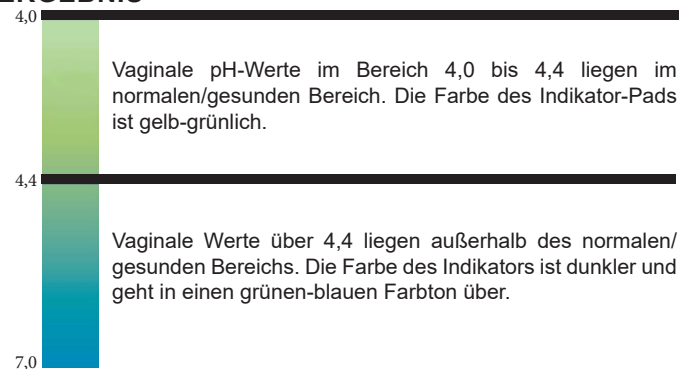 ERGEBNIS
4,0
Vaginale pH-Werte im Bereich 4,0 bis 4,4 liegen im
normalen/gesunden Bereich. Die Farbe des Indikator-Pads
ist gelb-grünlich.
4,4
Vaginale Werte über 4,4 liegen außerhalb des normalen/
gesunden Bereichs. Die Farbe des Indikators ist dunkler und
geht in einen grünen-blauen Farbton über.
7,0